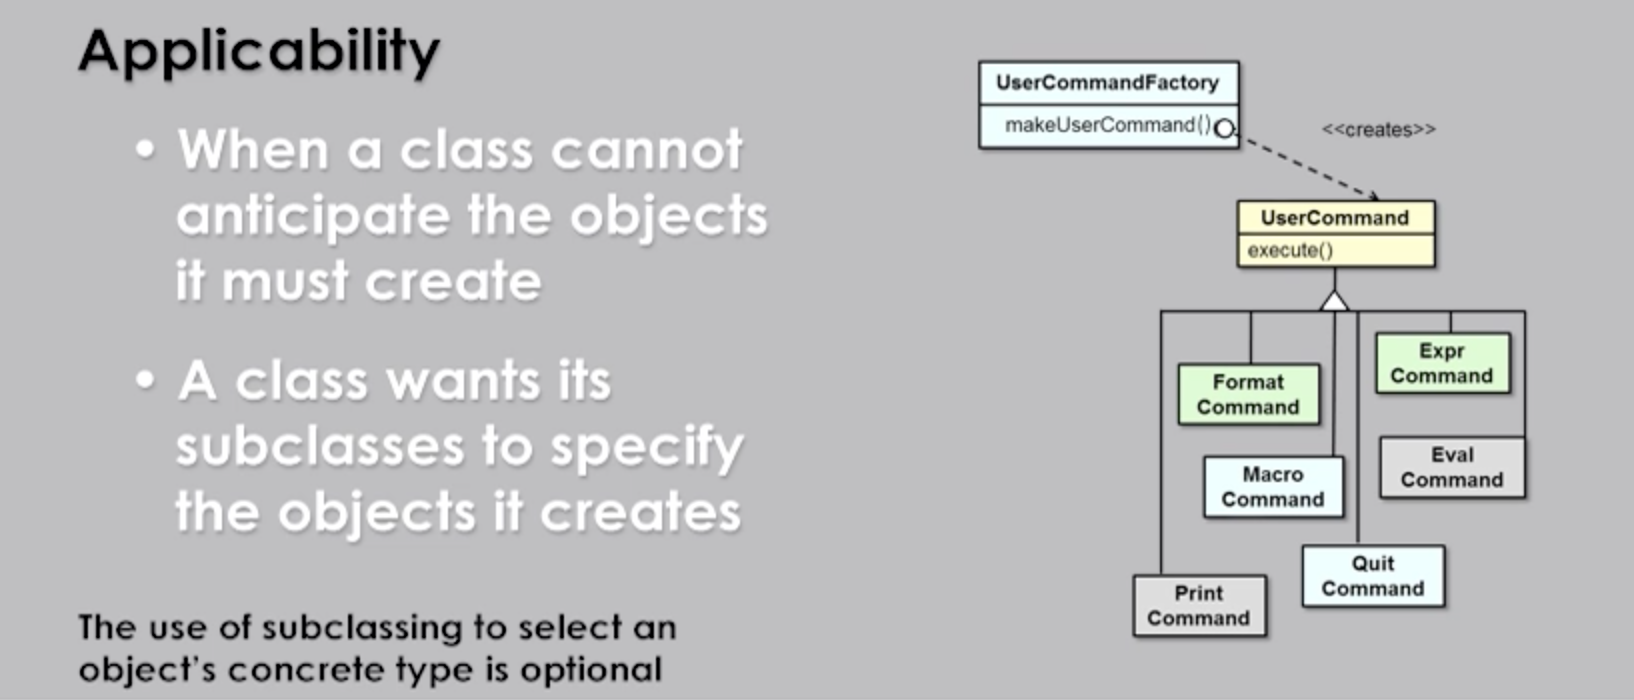 Applicability
• When a class cannot
anticipate the objects
it must create
• A class wants its
subclasses to specify
the objects it creates
The use of subclassing to select an
object's concrete type is optional
UserCommandFactory
makeUserCommand()
<<creates>>
UserCommand
execute()
Expr
Command
Format
Command
Eval
Command
Macro
Command
Quit
Command
Print
Command